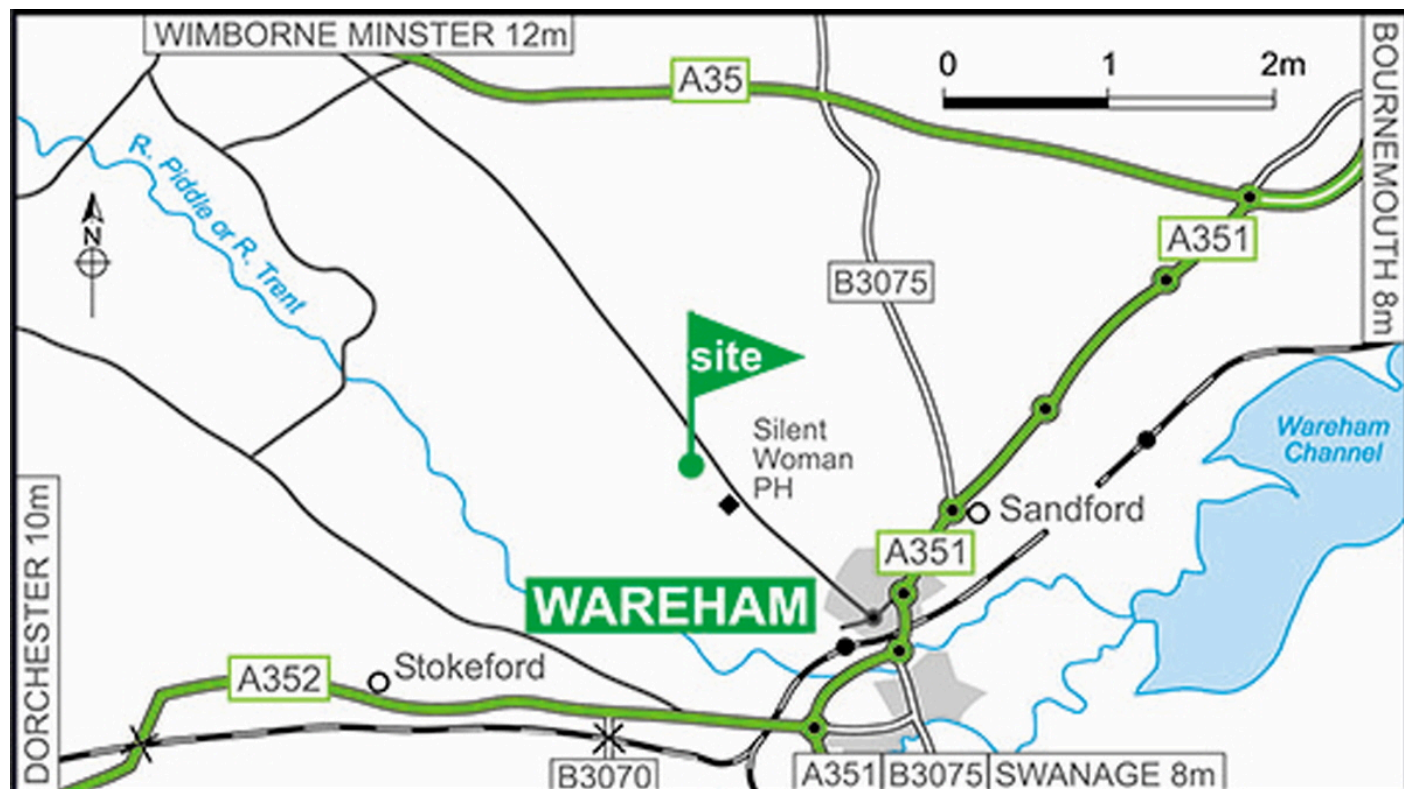 WIMBORNE MINSTER 12m
A35
0 1 2m
BOURNEMOUTH 8m
R. Piddle or R. Trent
N
A351
B3075
site
Silent
Woman
PH
Wareham
Channel
Sandford
A351
DORCHESTER 10m
WAREHAM
Stokeford
A352
B3070
A351
B3075
SWANAGE 8m